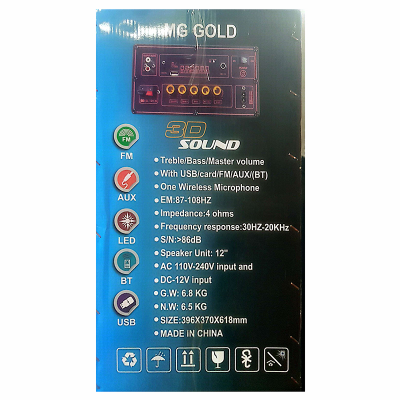 MG GOLD
3D
SOUND
FM
FM
AUX
LED
BT
USB
• Treble/Bass/Master volume
• With USB/card/FM/AUX/(BT)
• One Wireless Microphone
• EM:87-108HZ
• Impedance:4 ohms
• Frequency response:30HZ-20KHz
• S/N:>86dB
• Speaker Unit: 12"
• AC 110V-240V input and
• DC-12V input
• G.W: 6.8 KG
• N.W: 6.5 KG
• SIZE:396X370X618mm
• MADE IN CHINA